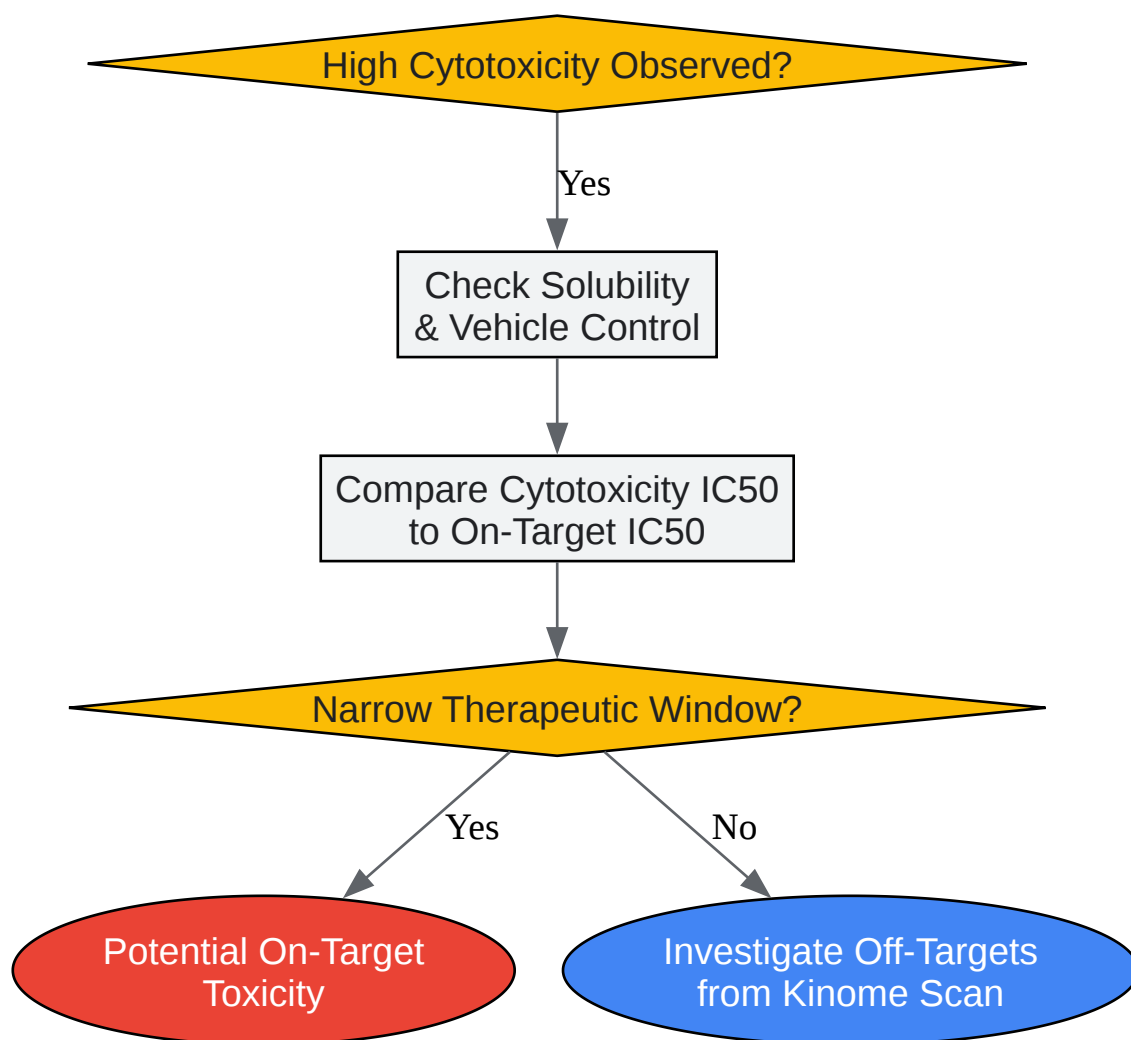 High Cytotoxicity Observed?
Yes
Check Solubility
& Vehicle Control
Compare Cytotoxicity IC50
to On-Target IC50
Narrow Therapeutic Window?
Yes
No
Potential On-Target
Toxicity
Investigate Off-Targets
from Kinome Scan